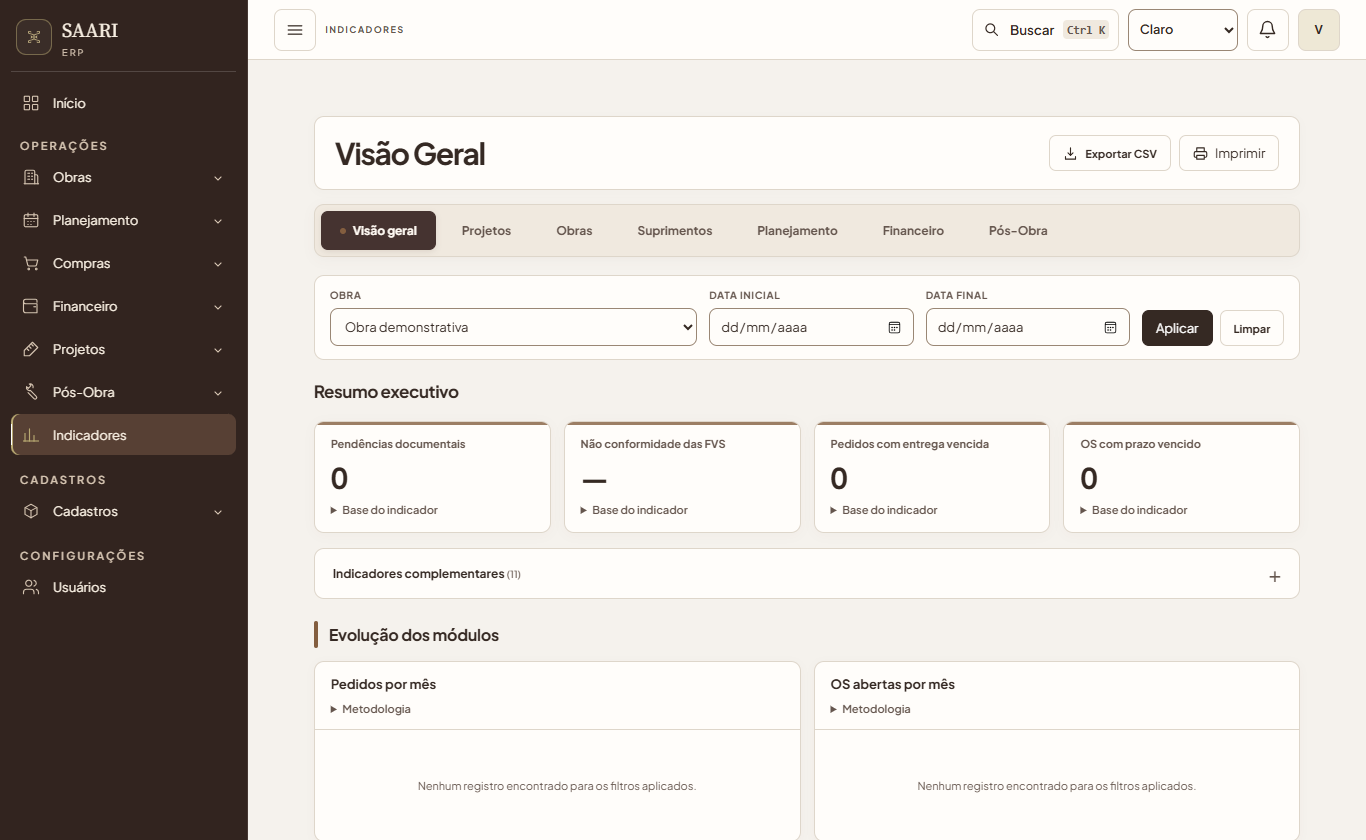 SAARI
ERP
Início
OPERAÇÕES
Obras
Planejamento
Compras
Financeiro
Projetos
Pós-Obra
Indicadores
CADASTROS
Cadastros
CONFIGURAÇÕES
Usuários
INDICADORES
Buscar Ctrl K
Claro
V
Visão Geral
Exportar CSV
Imprimir
Visão geral Projetos Obras Suprimentos Planejamento Financeiro Pós-Obra
OBRA DATA INICIAL DATA FINAL
Obra demonstrativa dd/mm/aaaa dd/mm/aaaa Aplicar Limpar
Resumo executivo
Pendências documentais
0
Base do indicador
Não conformidade das FVS
—
Base do indicador
Pedidos com entrega vencida
0
Base do indicador
OS com prazo vencido
0
Base do indicador
Indicadores complementares (11)
Evolução dos módulos
Pedidos por mês
Metodologia
Nenhum registro encontrado para os filtros aplicados.
OS abertas por mês
Metodologia
Nenhum registro encontrado para os filtros aplicados.